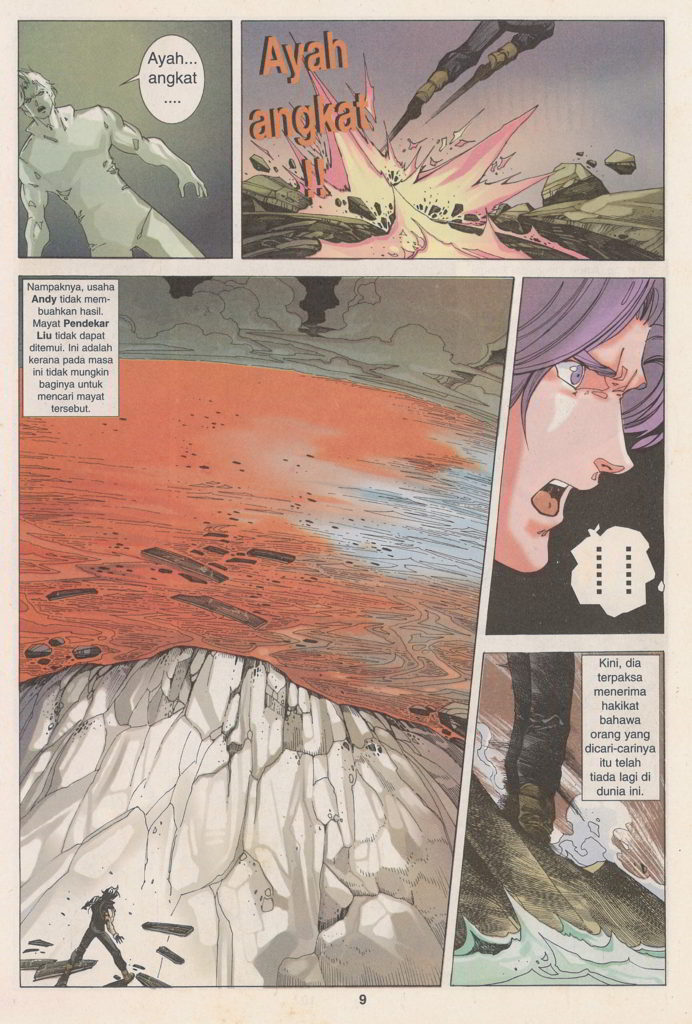 Ayah...
angkat
....
Ayah
angkat
!!
Nampaknya, usaha
Andy tidak mem-
buahkan hasil.
Mayat Pendekar
Liu tidak dapat
ditemui. Ini adalah
kerana pada masa
ini tidak mungkin
baginya untuk
mencari mayat
tersebut.
Kini, dia
terpaksa
menerima
hakikat
bahawa
orang yang
dicari-carinya
itu telah
tiada lagi di
dunia ini.
9